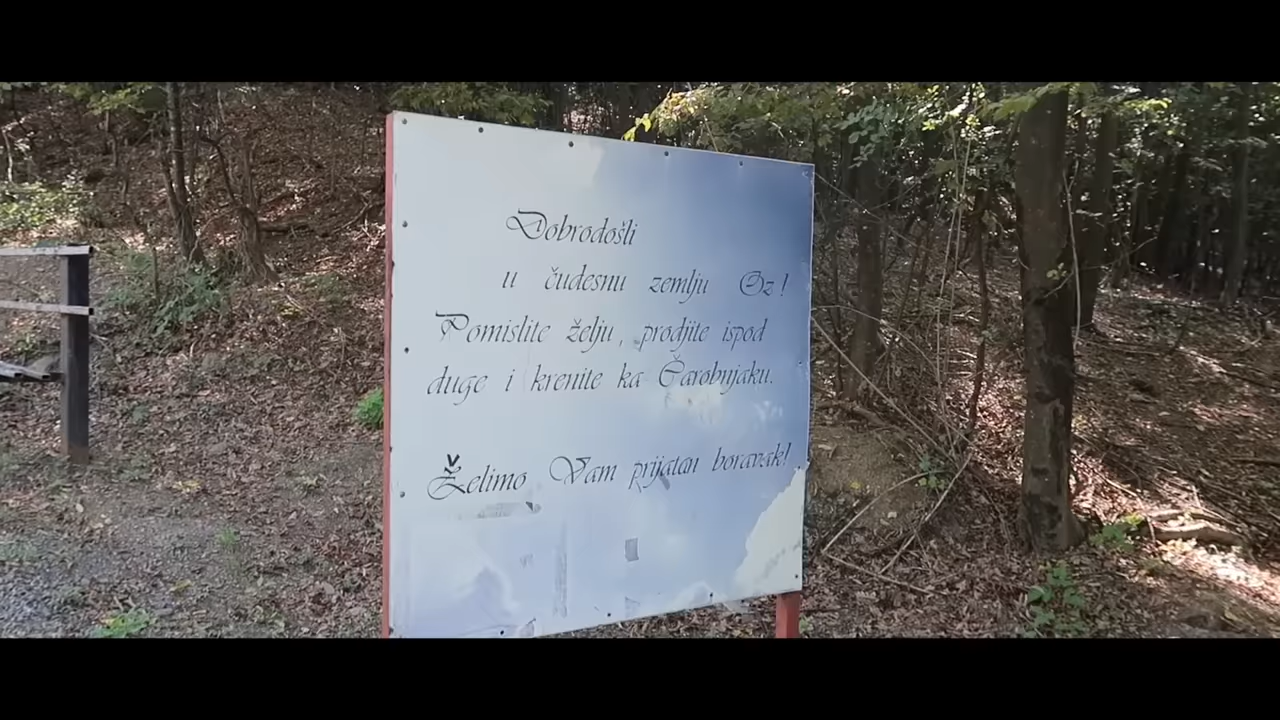 Dobrodošli
u čudesnu zemlju Oz!
Pomislite želju, prodjite ispod
duge i krenite ka Čarobnjaku.
Želimo Vam prijatan boravak!